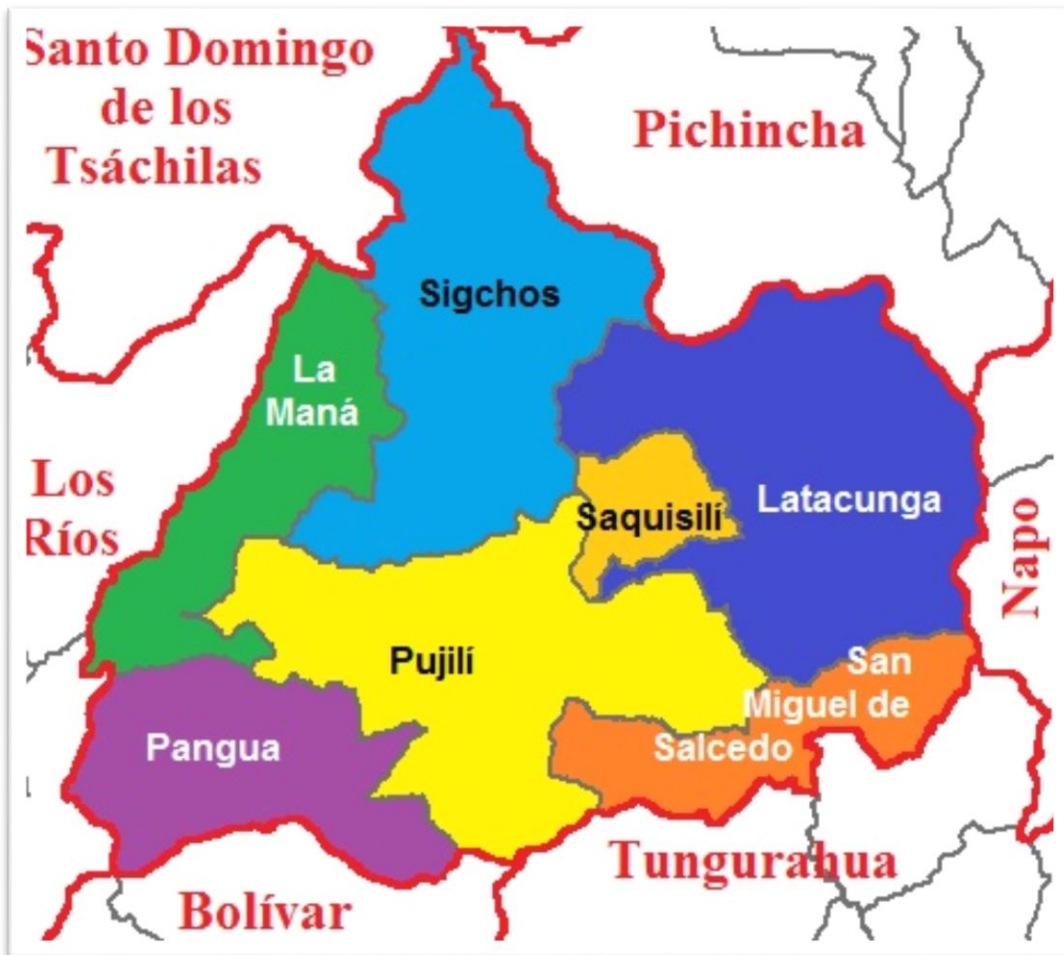 Santo Domingo
de los
Tsáchilas
Pichincha
Sigchos
La
Maná
Los
Ríos
Saquisilí
Latacunga
Napo
Pujilí
San
Miguel de
Salcedo
Pangua
Tungurahua
Bolívar